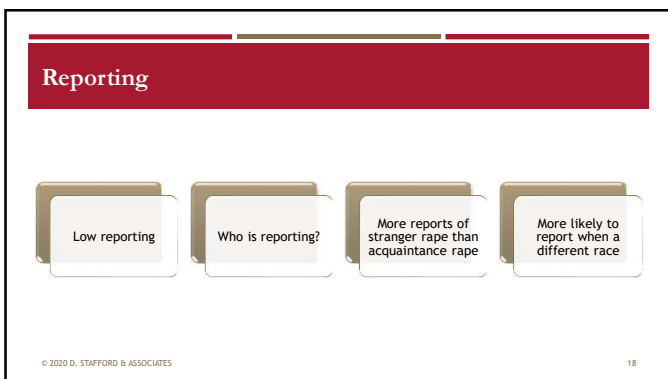 Reporting
Low reporting
Who is reporting?
More reports of
stranger rape than
acquaintance rape
More likely to
report when a
different race
© 2020 D. STAFFORD & ASSOCIATES
18